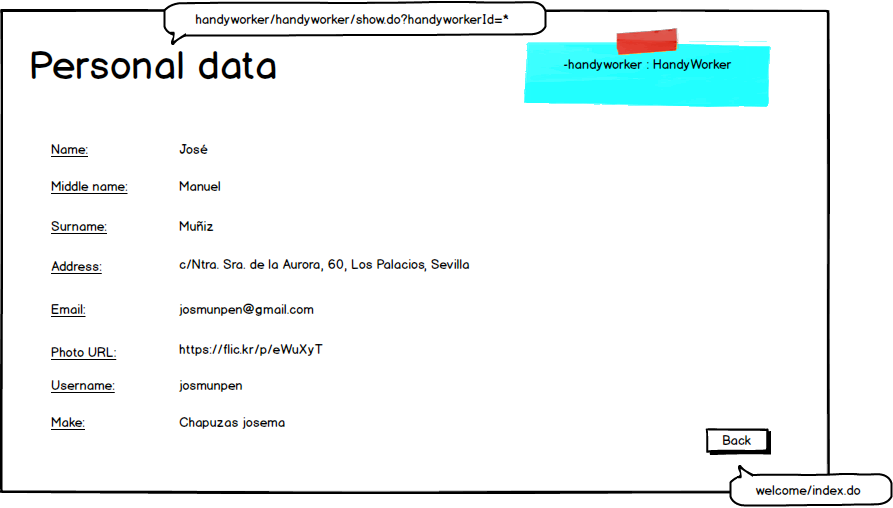 handyworker/handyworker/show.do?handyworkerId=*
Personal data
-handyworker : HandyWorker
Name: José
Middle name: Manuel
Surname: Muñiz
Address: c/Ntra. Sra. de la Aurora, 60, Los Palacios, Sevilla
Email: josmunpen@gmail.com
Photo URL: https://flic.kr/p/eWuXyT
Username: josmunpen
Make: Chapuzas josema
Back
welcome/index.do